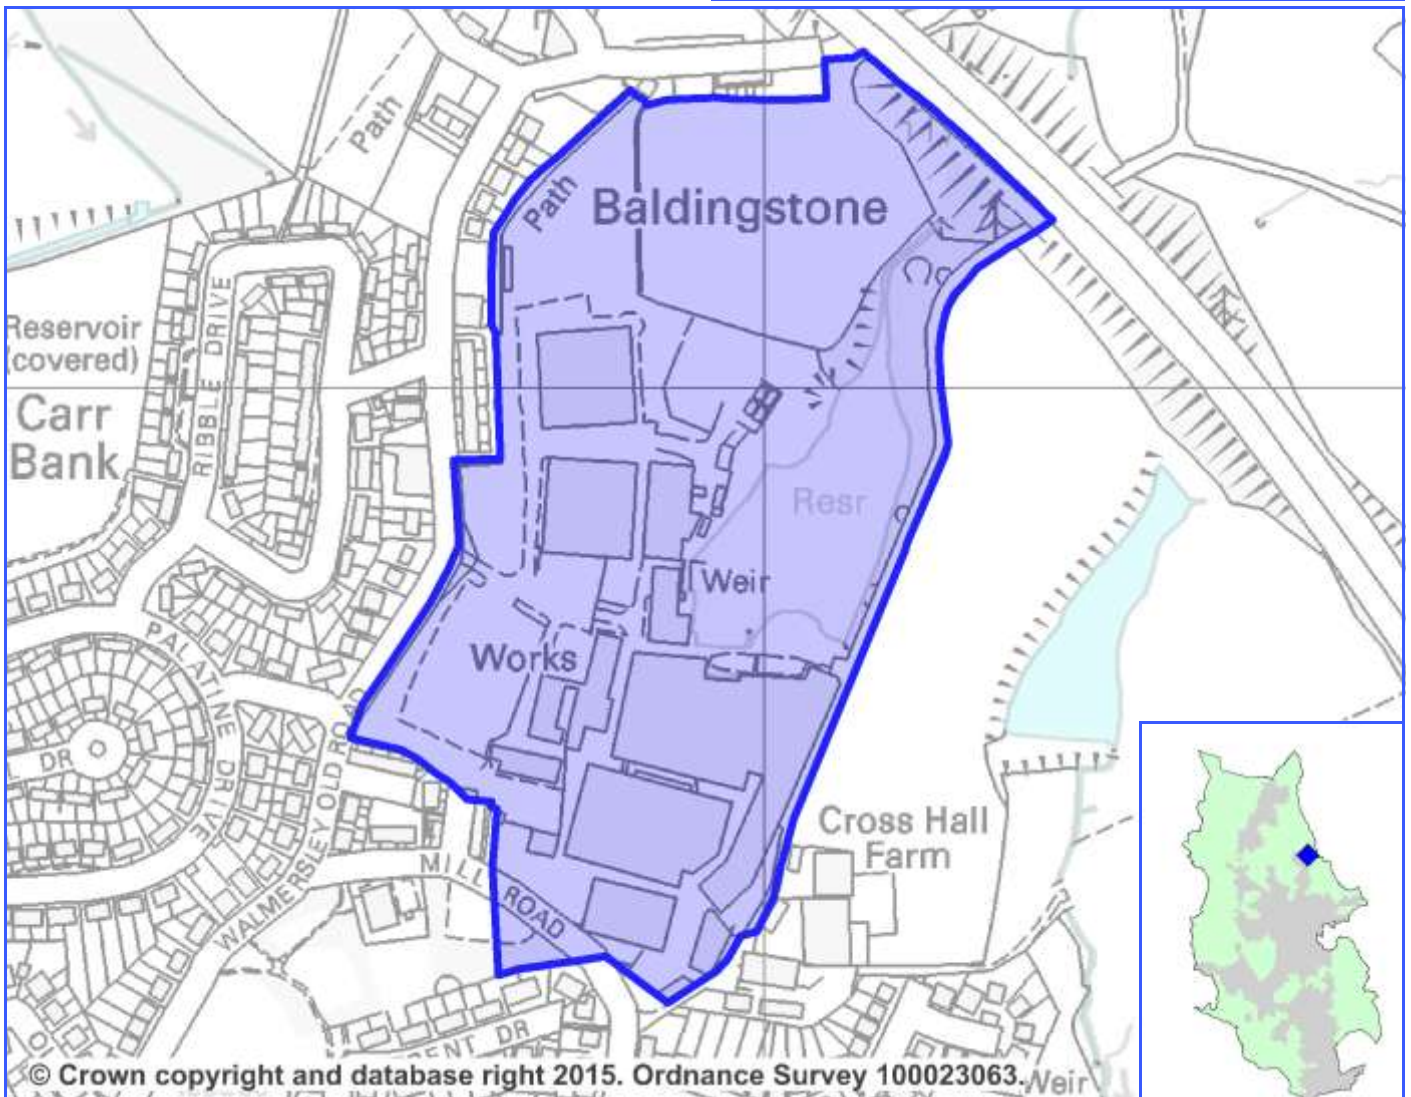 Path
Path
Baldingstone
Reservoir
(covered)
RIBBLE DRIVE
Carr
Bank
Resr
Weir
Works
PALATINE DRIVE
L DR
WALMERSLEY OLD ROAD
MILL ROAD
Cross Hall
Farm
ENT DR
© Crown copyright and database right 2015. Ordnance Survey 100023063.
Weir